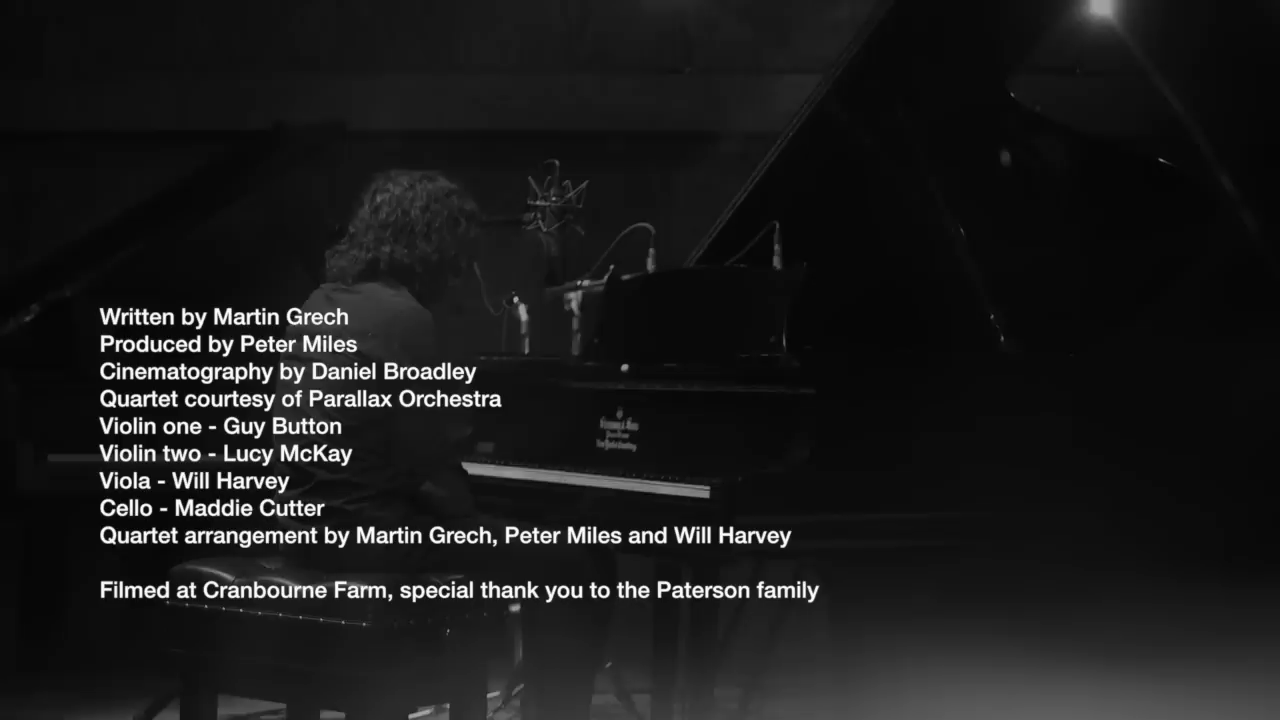 Written by Martin Grech
Produced by Peter Miles
Cinematography by Daniel Broadley
Quartet courtesy of Parallax Orchestra
Violin one - Guy Button
Violin two - Lucy McKay
Viola - Will Harvey
Cello - Maddie Cutter
Quartet arrangement by Martin Grech, Peter Miles and Will Harvey
Filmed at Cranbourne Farm, special thank you to the Paterson family